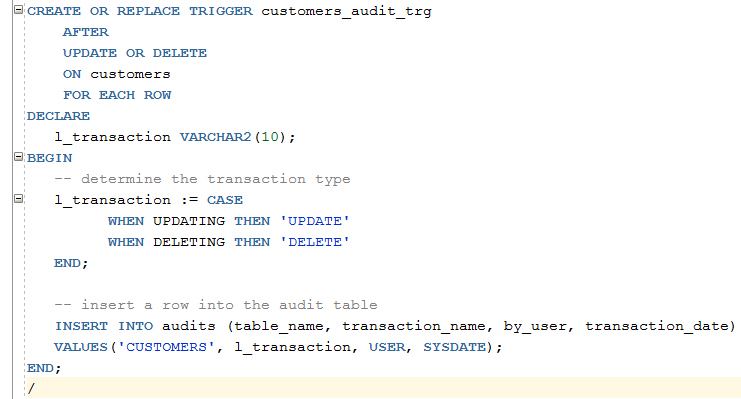 CREATE OR REPLACE TRIGGER customers_audit_trg
AFTER
UPDATE OR DELETE
ON customers
FOR EACH ROW
DECLARE
l_transaction VARCHAR2(10);
BEGIN
-- determine the transaction type
l_transaction := CASE
WHEN UPDATING THEN 'UPDATE'
WHEN DELETING THEN 'DELETE'
END;
-- insert a row into the audit table
INSERT INTO audits (table_name, transaction_name, by_user, transaction_date)
VALUES('CUSTOMERS', l_transaction, USER, SYSDATE);
END;
/